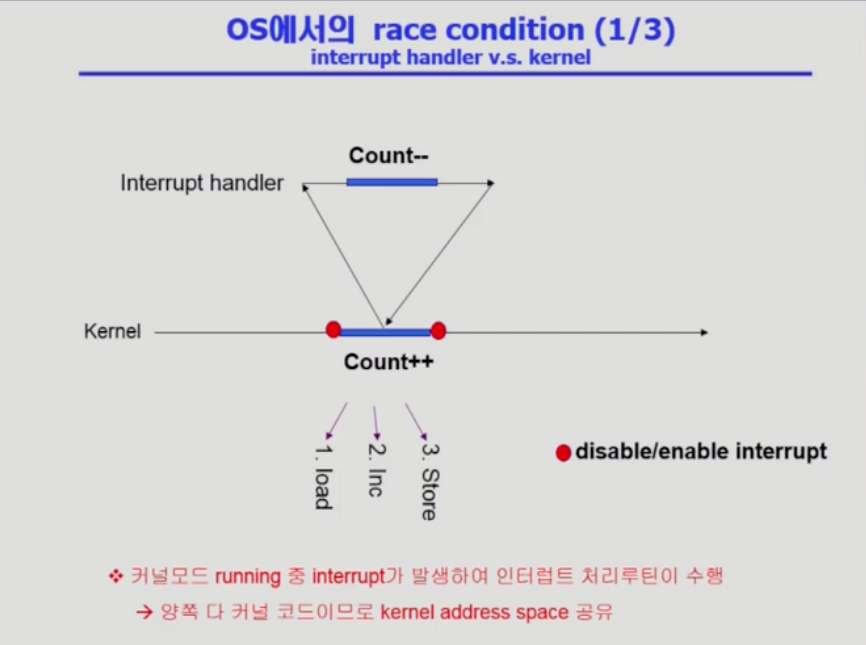 OS에서의 race condition (1/3)
interrupt handler v.s. kernel
Count--
Interrupt handler
Kernel
Count++
1. load
2. Inc
3. Store
disable/enable interrupt
❖ 커널모드 running 중 interrupt가 발생하여 인터럽트 처리루틴이 수행
→ 양쪽 다 커널 코드이므로 kernel address space 공유